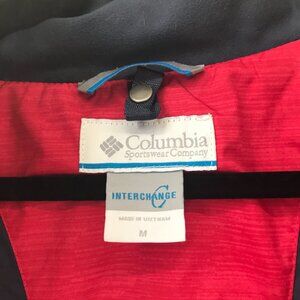 Columbia
Sportswear Company
INTERCHANGE
MADE IN VIETNAM
M